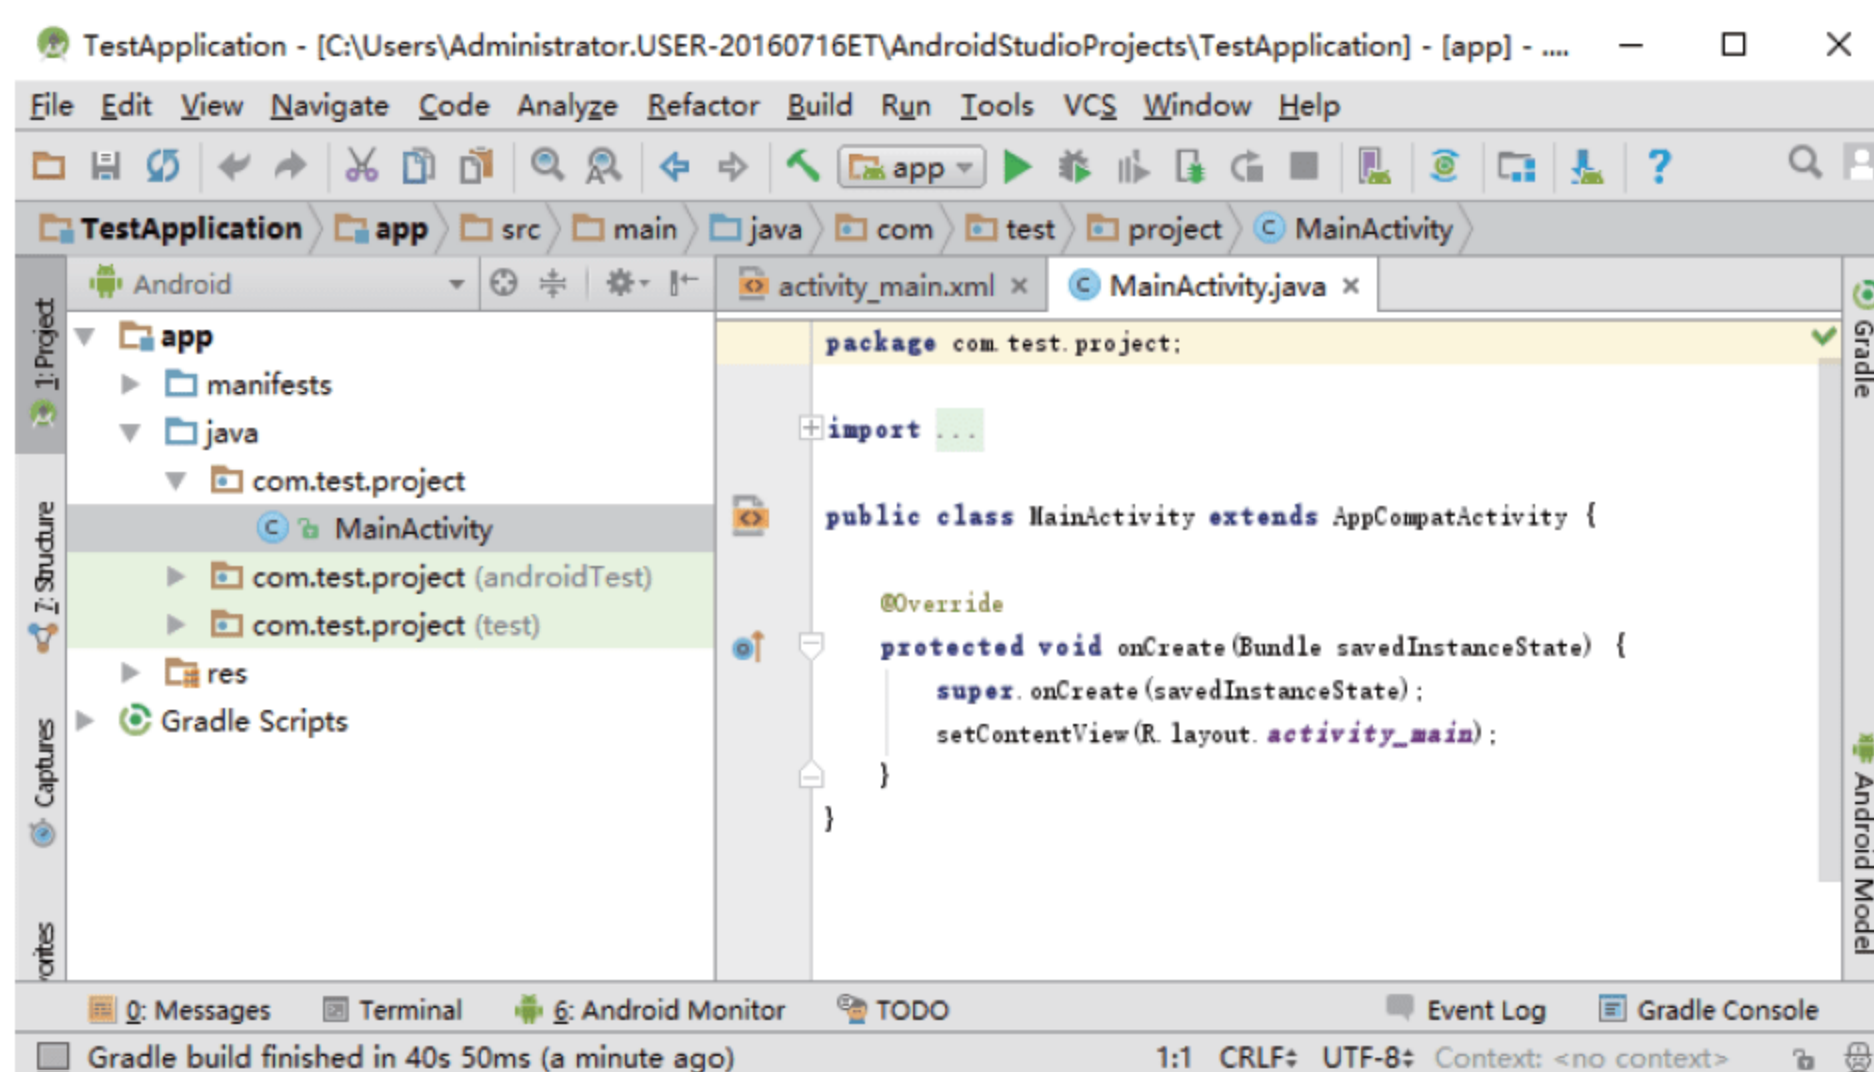 TestApplication - [C:\Users\Administrator.USER-20160716ET\AndroidStudioProjects\TestApplication] - [app] - ....
File Edit View Navigate Code Analyze Refactor Build Run Tools VCS Window Help
app
TestApplication app src main java com test project MainActivity
Android
activity_main.xml MainActivity.java
1: Project
7: Structure
Captures
vorites
app
manifests
java
com.test.project
MainActivity
com.test.project (androidTest)
com.test.project (test)
res
Gradle Scripts
package com.test.project;
import ...
public class MainActivity extends AppCompatActivity {
@Override
protected void onCreate(Bundle savedInstanceState) {
super.onCreate(savedInstanceState);
setContentView(R.layout.activity_main);
}
}
Gradle
Android Model
0: Messages Terminal 6: Android Monitor TODO Event Log Gradle Console
Gradle build finished in 40s 50ms (a minute ago) 1:1 CRLF UTF-8 Context: <no context>